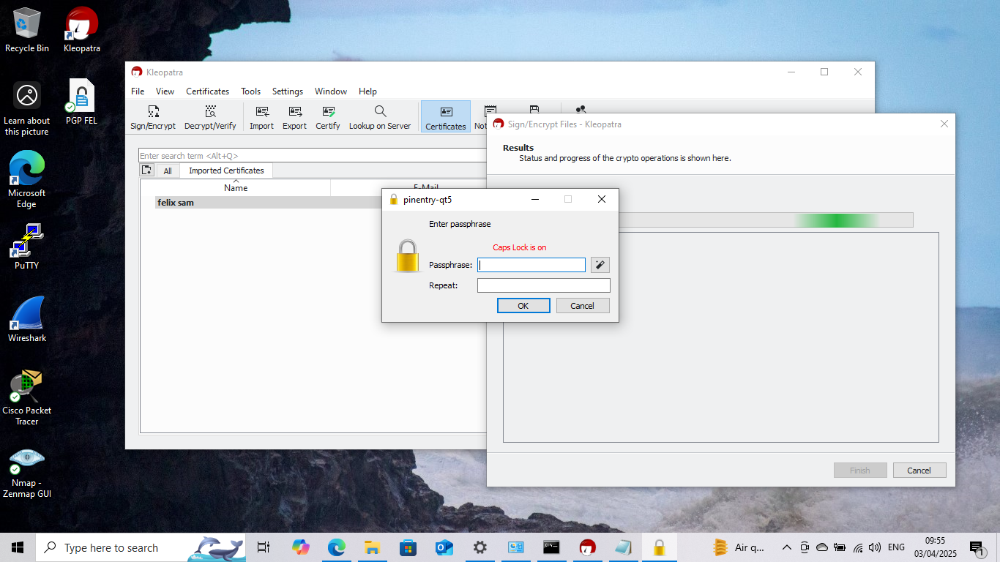 Recycle Bin
Kleopatra
Learn about
this picture
PGP FEL
Microsoft
Edge
PuTTY
Wireshark
Cisco Packet
Tracer
Nmap -
Zenmap GUI
Kleopatra
File View Certificates Tools Settings Window Help
Sign/Encrypt Decrypt/Verify Import Export Certify Lookup on Server Certificates
Enter search term <Alt+Q>
All Imported Certificates
Name E-Mail
felix sam
Sign/Encrypt Files - Kleopatra
Results
Status and progress of the crypto operations is shown here.
pinentry-qt5
Enter passphrase
Caps Lock is on
Passphrase:
Repeat:
OK Cancel
Finish Cancel
Type here to search
Air q...
ENG
09:55
03/04/2025
1